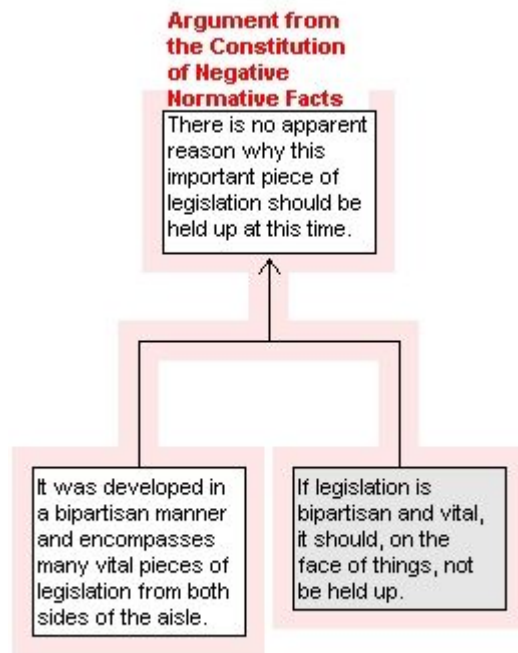 Argument from
the Constitution
of Negative
Normative Facts
There is no apparent
reason why this
important piece of
legislation should be
held up at this time.
It was developed in
a bipartisan manner
and encompasses
many vital pieces of
legislation from both
sides of the aisle.
If legislation is
bipartisan and vital,
it should, on the
face of things, not
be held up.